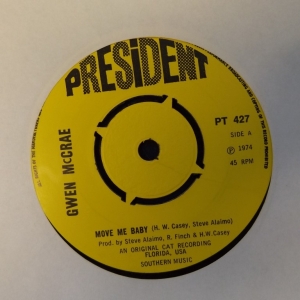 PRESiDENT
GWEN McCRAE
PT 427
SIDE A
℗ 1974
45 RPM
MOVE ME BABY (H. W. Casey, Steve Alaimo)
Prod. by Steve Alaimo, R. Finch & H.W. Casey
AN ORIGINAL CAT RECORDING
FLORIDA, USA
SOUTHERN MUSIC